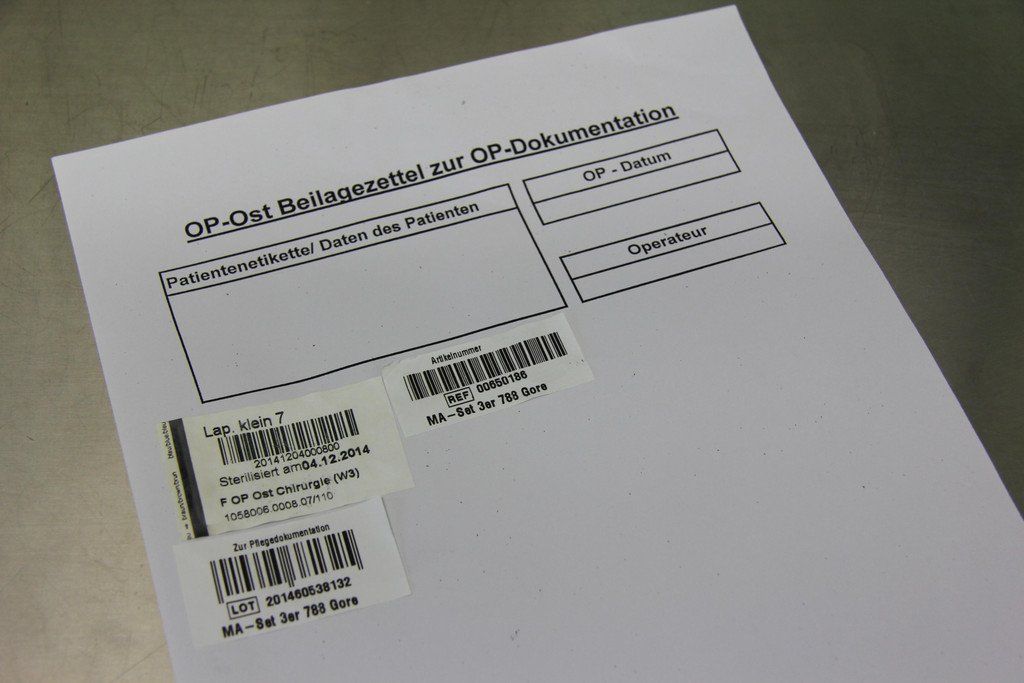 OP-Ost Beilagezettel zur OP-Dokumentation
Patientenetikette/ Daten des Patienten
OP - Datum
Operateur
Artikelnummer
REF 00650186
MA-Set 3er 788 Gore
Lap. klein 7
20141204000800
Sterilisiert am 04.12.2014
F OP Ost Chirurgie (W3)
1058006.0008.07/110
Zur Pflegedokumentation
LOT 201460538132
MA-Set 3er 788 Gore